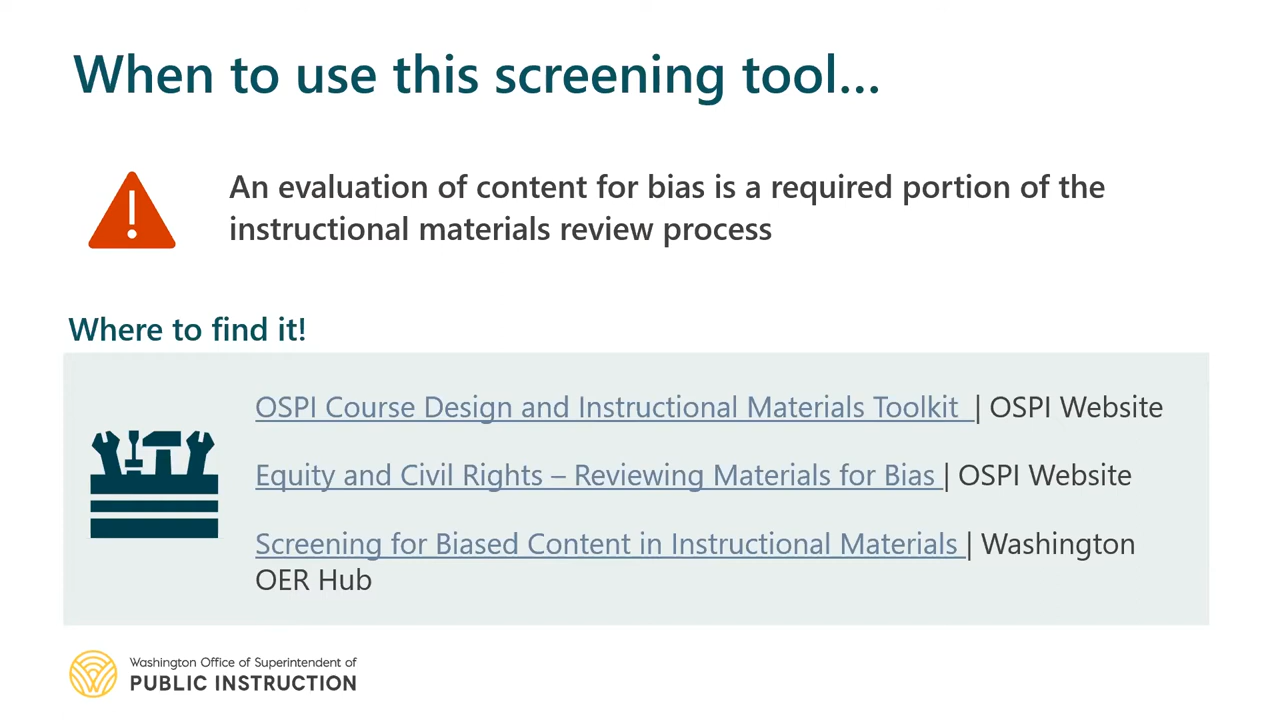 When to use this screening tool...
An evaluation of content for bias is a required portion of the
instructional materials review process
Where to find it!
OSPI Course Design and Instructional Materials Toolkit | OSPI Website
Equity and Civil Rights – Reviewing Materials for Bias | OSPI Website
Screening for Biased Content in Instructional Materials | Washington
OER Hub
Washington Office of Superintendent of
PUBLIC INSTRUCTION